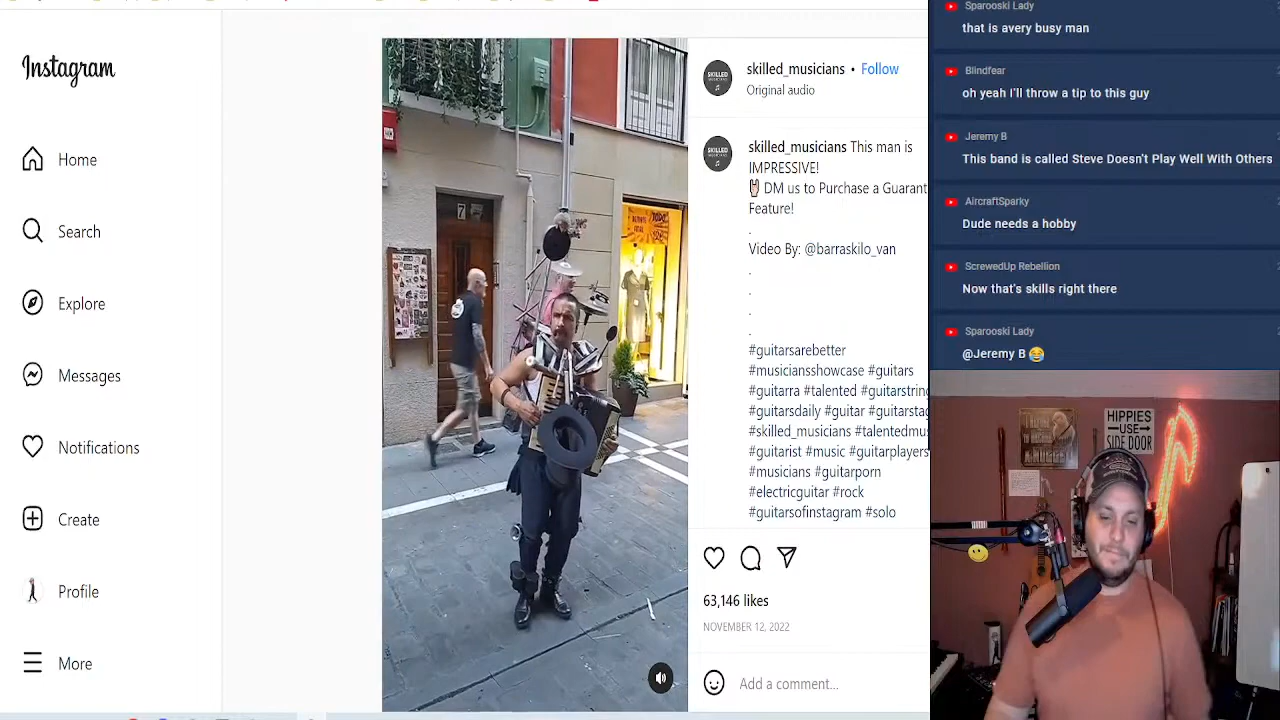 Instagram
Home
Search
Explore
Messages
Notifications
Create
Profile
More
7
skilled_musicians • Follow
Original audio
skilled_musicians This man is
IMPRESSIVE!
🤘🏻 DM us to Purchase a Guarant
Feature!
.
Video By: @barraskilo_van
.
.
.
.
#guitarsarebetter
#musiciansshowcase #guitars
#guitarra #talented #guitarstring
#guitarsdaily #guitar #guitarstag
#skilled_musicians #talentedmus
#guitarist #music #guitarplayers
#musicians #guitarporn
#electricguitar #rock
#guitarsofinstagram #solo
63,146 likes
NOVEMBER 12, 2022
Add a comment...
Sparooski Lady
that is avery busy man
Blindfear
oh yeah I'll throw a tip to this guy
Jeremy B
This band is called Steve Doesn't Play Well With Others
AircraftSparky
Dude needs a hobby
ScrewedUp Rebellion
Now that's skills right there
Sparooski Lady
@Jeremy B 😂
HIPPIES
USE
SIDE DOOR